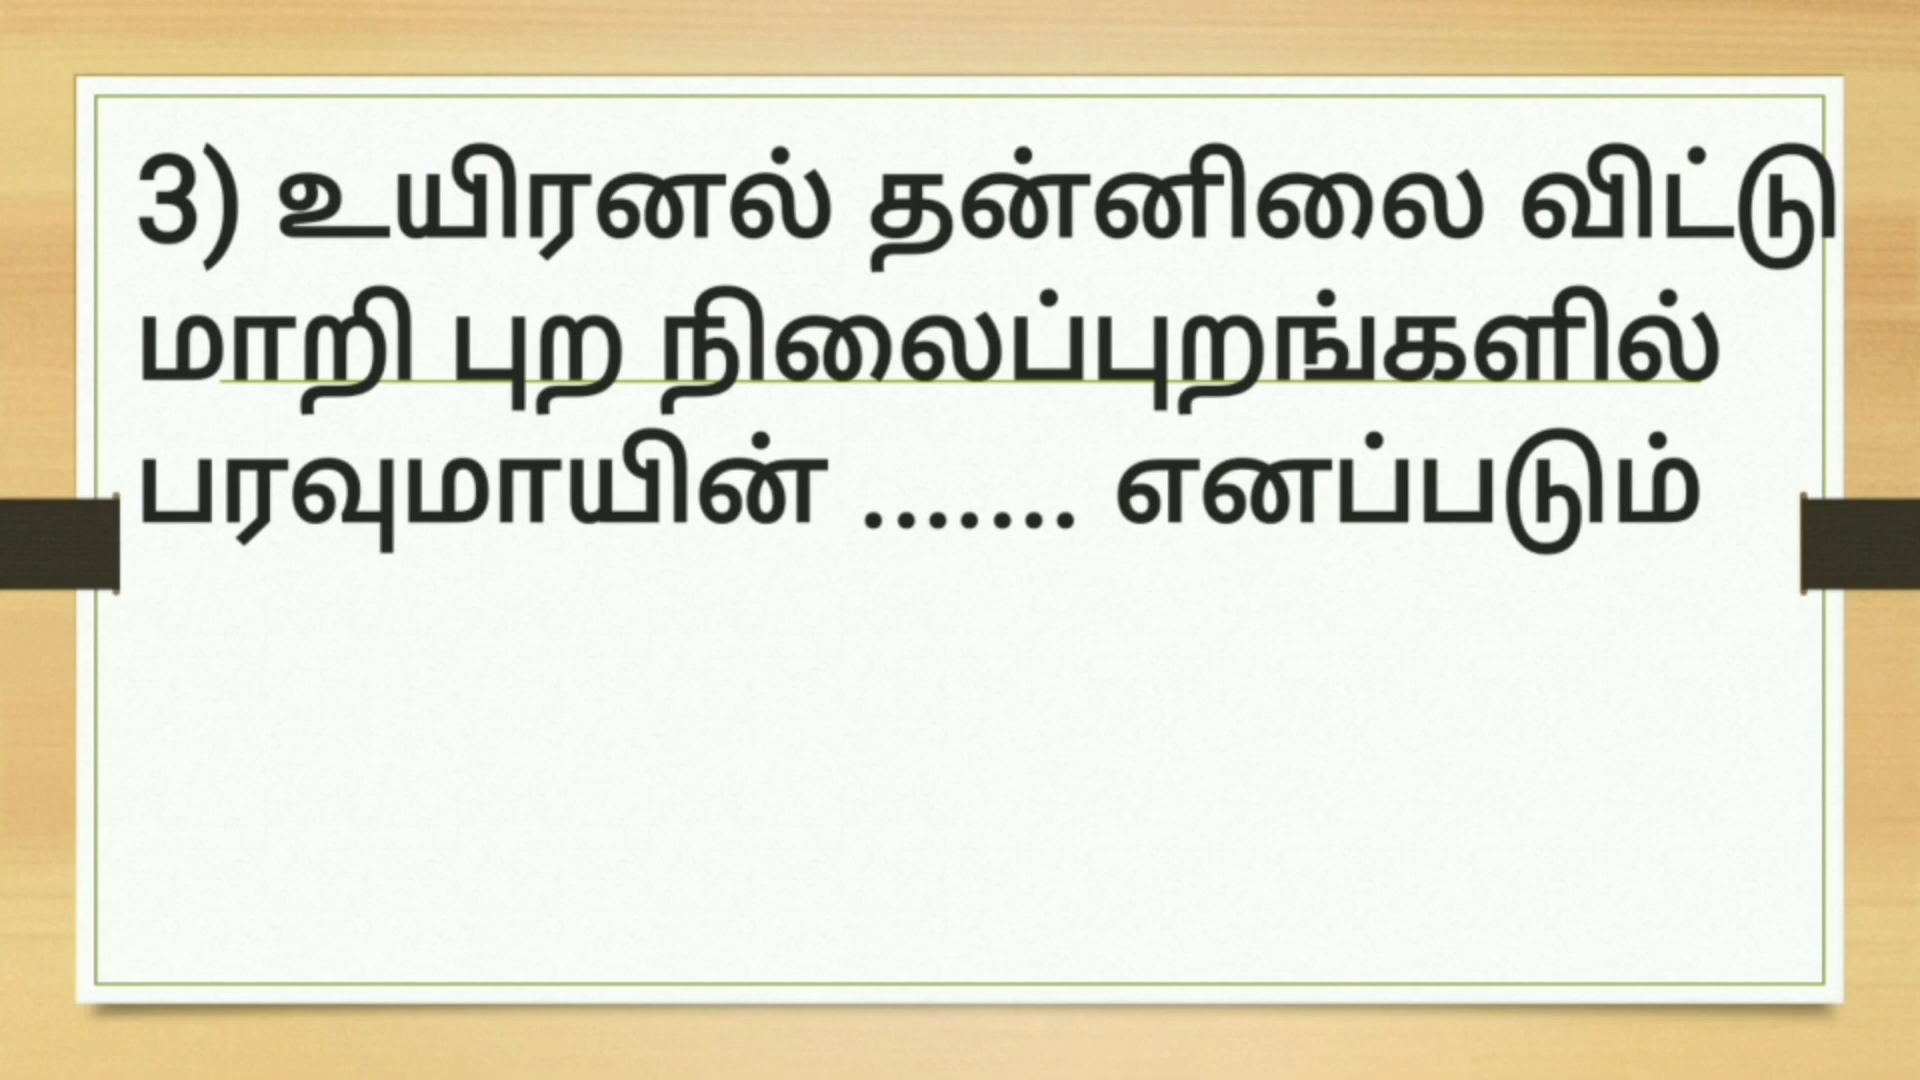 3) உயிரனல் தன்னிலை விட்டு
மாறி புற நிலைப்புறங்களில்
பரவுமாயின் ....... எனப்படும்